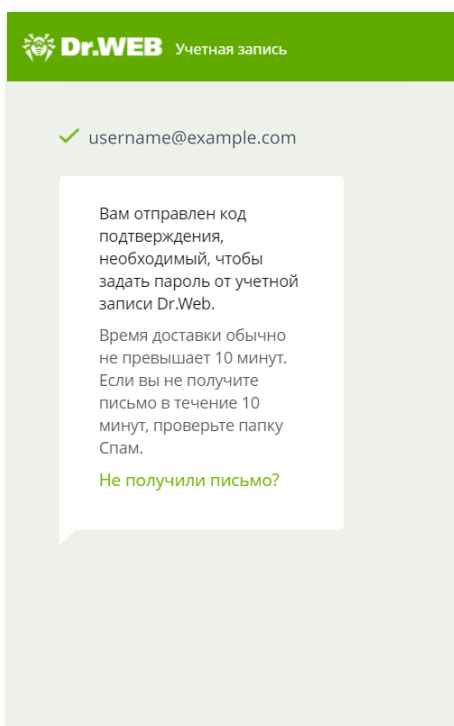 Dr.WEB Учетная запись
username@example.com
Вам отправлен код
подтверждения,
необходимый, чтобы
задать пароль от учетной
записи Dr.Web.
Время доставки обычно
не превышает 10 минут.
Если вы не получите
письмо в течение 10
минут, проверьте папку
Спам.
Не получили письмо?